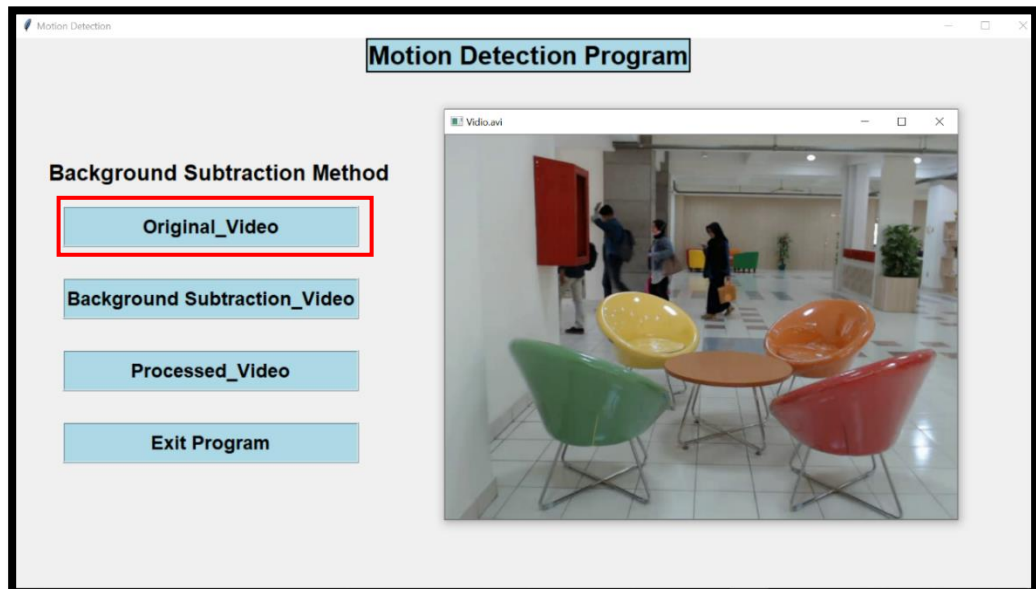 Motion Detection
Motion Detection Program
Vidio.avi
Background Subtraction Method
Original_Video
Background Subtraction_Video
Processed_Video
Exit Program